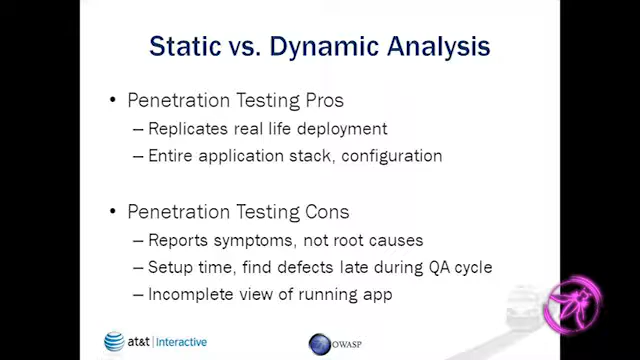 Static vs. Dynamic Analysis
• Penetration Testing Pros
– Replicates real life deployment
– Entire application stack, configuration
• Penetration Testing Cons
– Reports symptoms, not root causes
– Setup time, find defects late during QA cycle
– Incomplete view of running app
at&t Interactive
OWASP